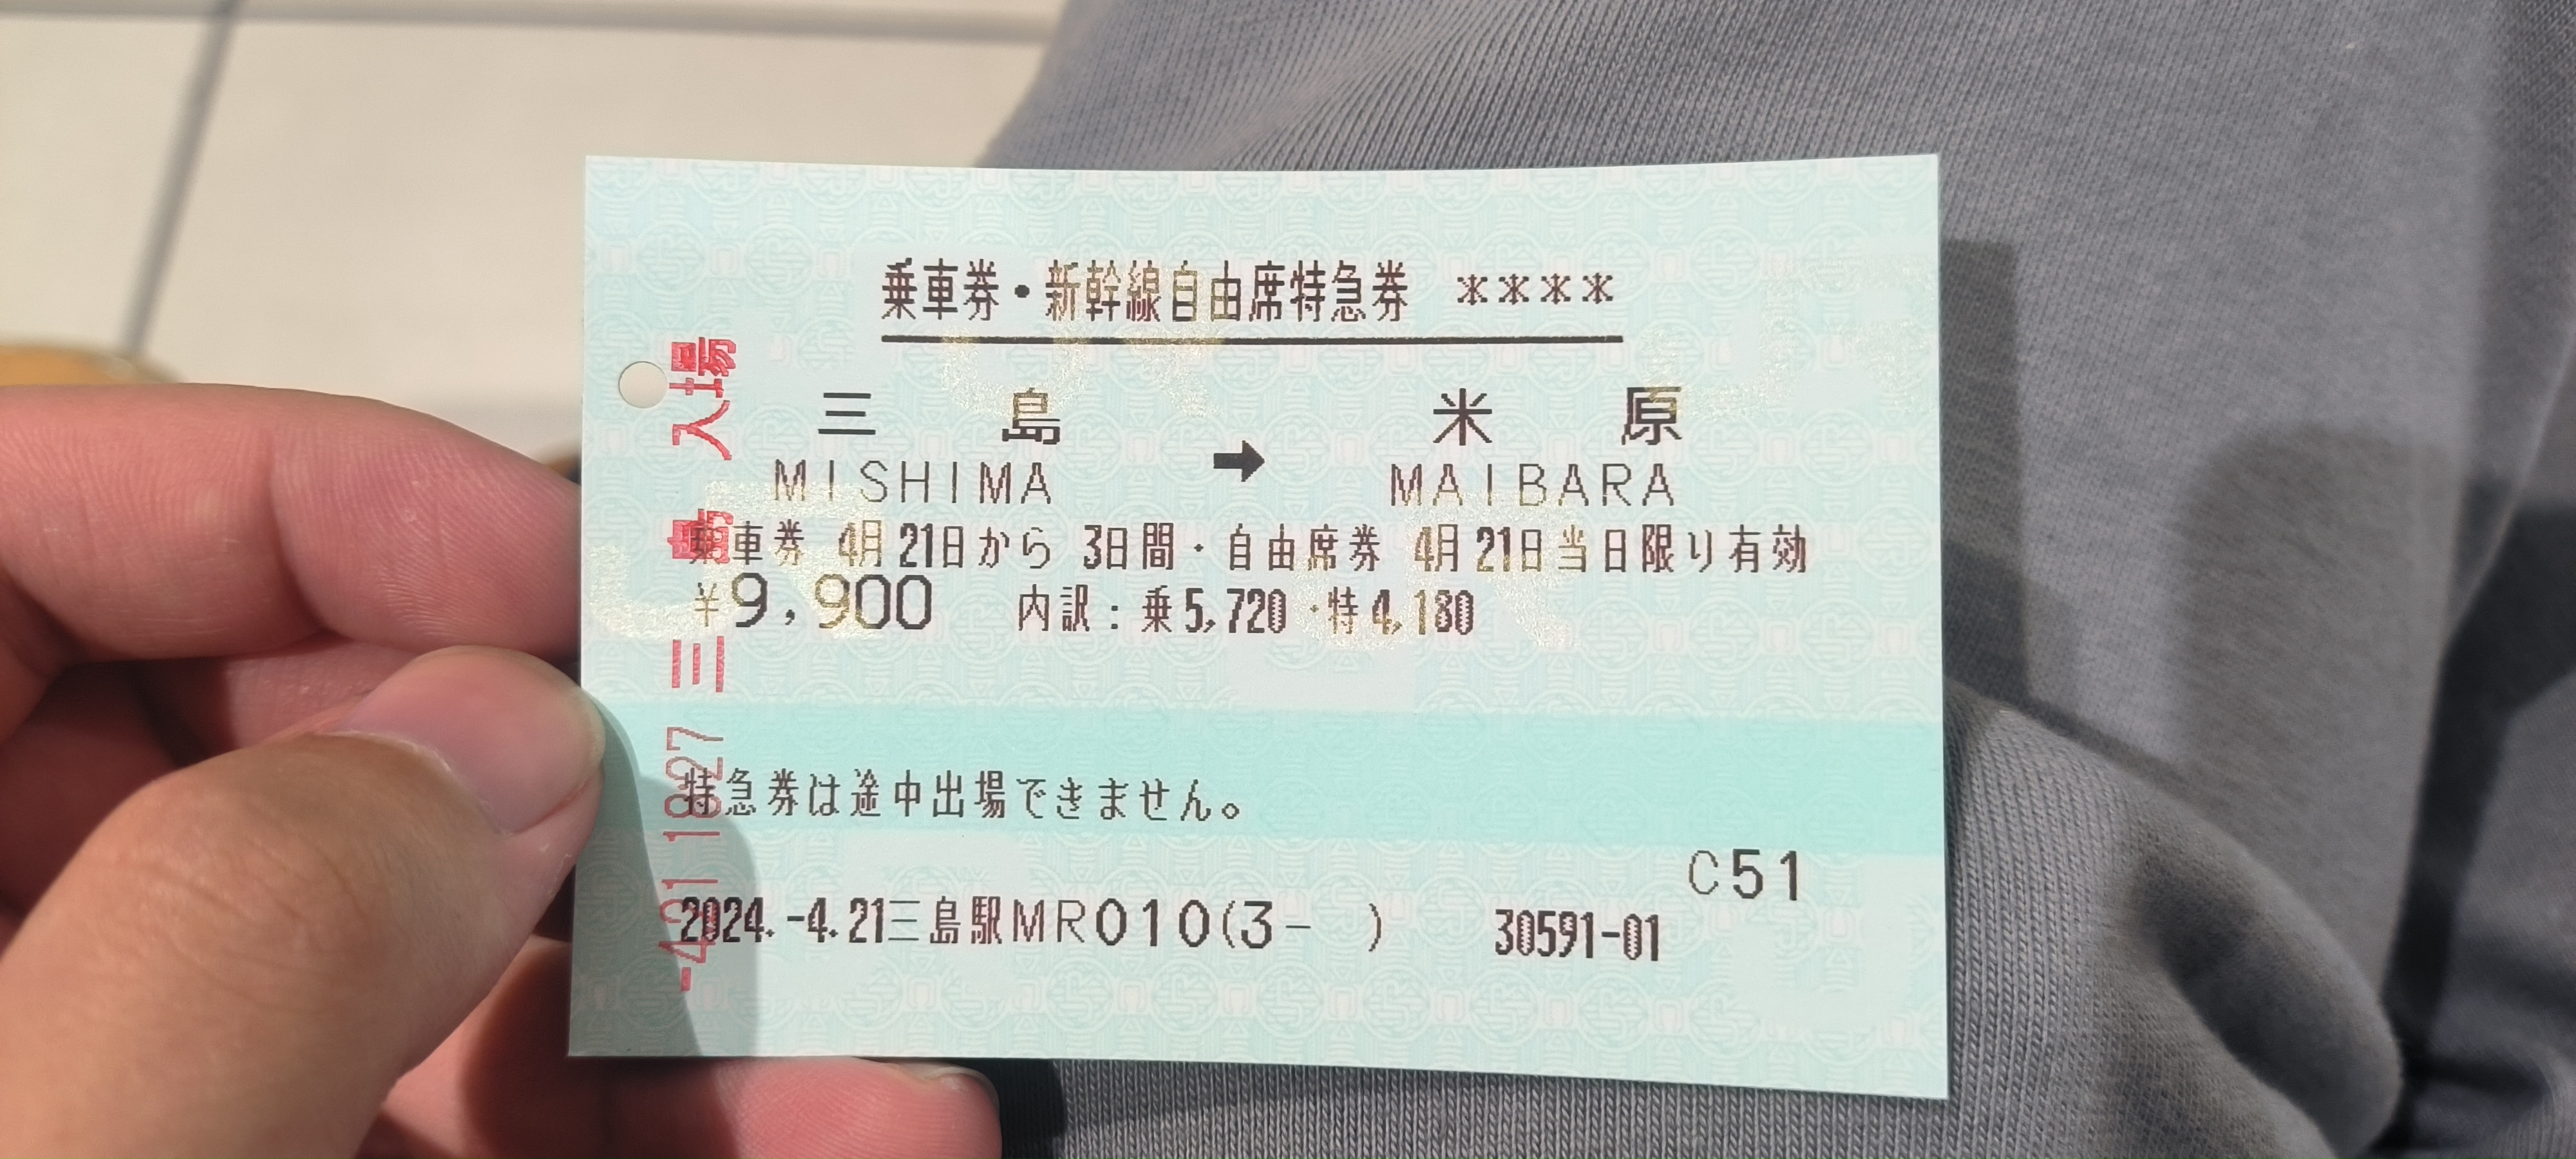 乗車券・新幹線自由席特急券 ****
三島 → 米原
MISHIMA MAIBARA
乗車券 4月21日から 3日間・自由席券 4月21日当日限り有効
¥9,900 内訳:乗5,720・特4,180
特急券は途中出場できません。
C51
2024.-4.21三島駅MR010(3- ) 30591-01
三島 入場